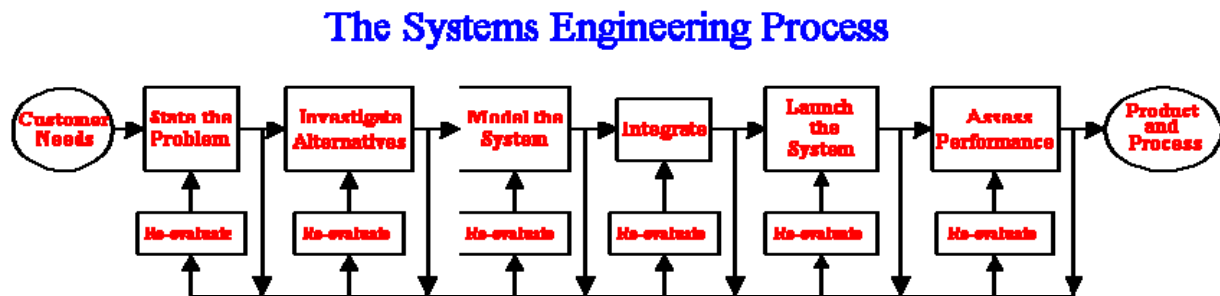 The Systems Engineering Process
Customer
Needs
State the
Problem
Investigate
Alternatives
Model the
System
Integrate
Launch
the
System
Assess
Performance
Product
and
Process
Re-evaluate
Re-evaluate
Re-evaluate
Re-evaluate
Re-evaluate
Re-evaluate